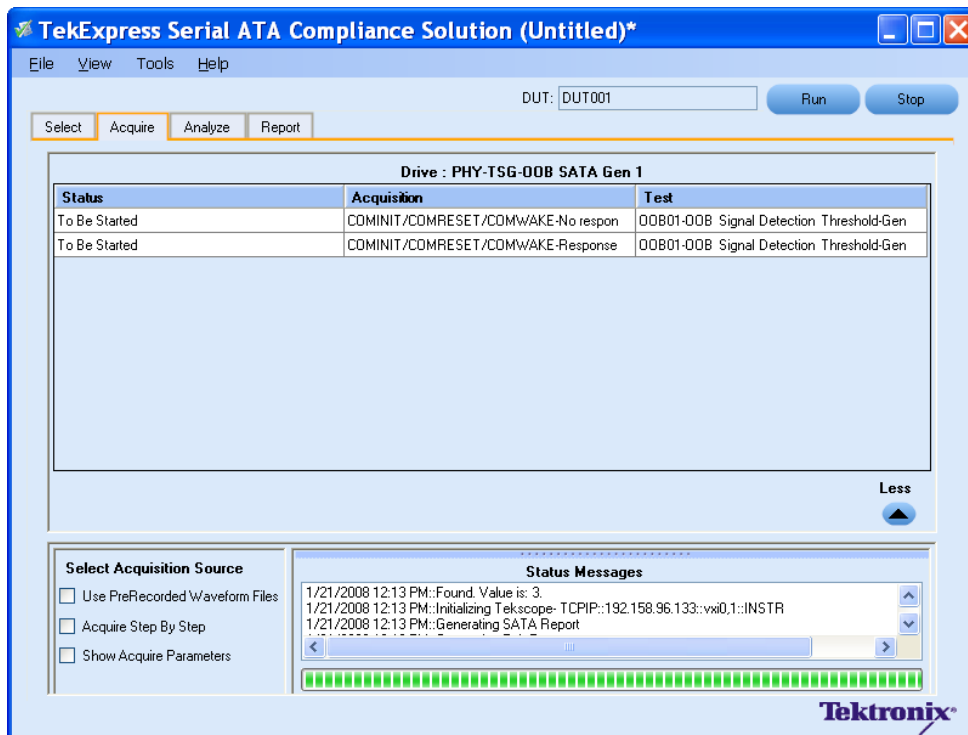 TekExpress Serial ATA Compliance Solution (Untitled)*
File View Tools Help
DUT: DUT001 Run Stop
Select Acquire Analyze Report
Drive : PHY-TSG-OOB SATA Gen 1
Status Acquisition Test
To Be Started COMINIT/COMRESET/COMWAKE-No respon OOB01-OOB Signal Detection Threshold-Gen
To Be Started COMINIT/COMRESET/COMWAKE-Response OOB01-OOB Signal Detection Threshold-Gen
Less
Select Acquisition Source
Use PreRecorded Waveform Files
Acquire Step By Step
Show Acquire Parameters
Status Messages
1/21/2008 12:13 PM::Found. Value is: 3.
1/21/2008 12:13 PM::Initializing Tekscope- TCPIP::192.158.96.133::vxi0,1::INSTR
1/21/2008 12:13 PM::Generating SATA Report
Tektronix